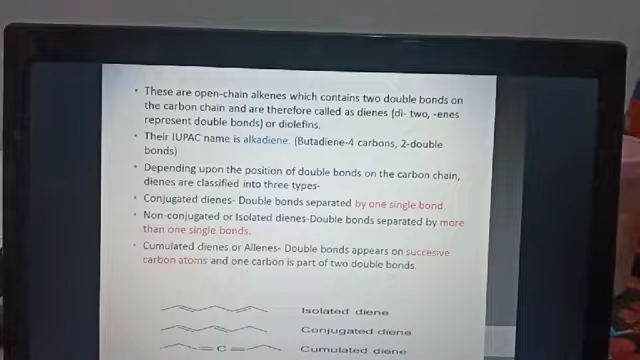 • These are open-chain alkenes which contains two double bonds on
the carbon chain and are therefore called as dienes (di- two, -enes
represent double bonds) or diolefins.
• Their IUPAC name is alkadiene. (Butadiene-4 carbons, 2-double
bonds)
• Depending upon the position of double bonds on the carbon chain,
dienes are classified into three types-
• Conjugated dienes- Double bonds separated by one single bond.
• Non-conjugated or Isolated dienes-Double bonds separated by more
than one single bonds.
• Cumulated dienes or Allenes- Double bonds appears on succesive
carbon atoms and one carbon is part of two double bonds.
Isolated diene
Conjugated diene
C Cumulated diene